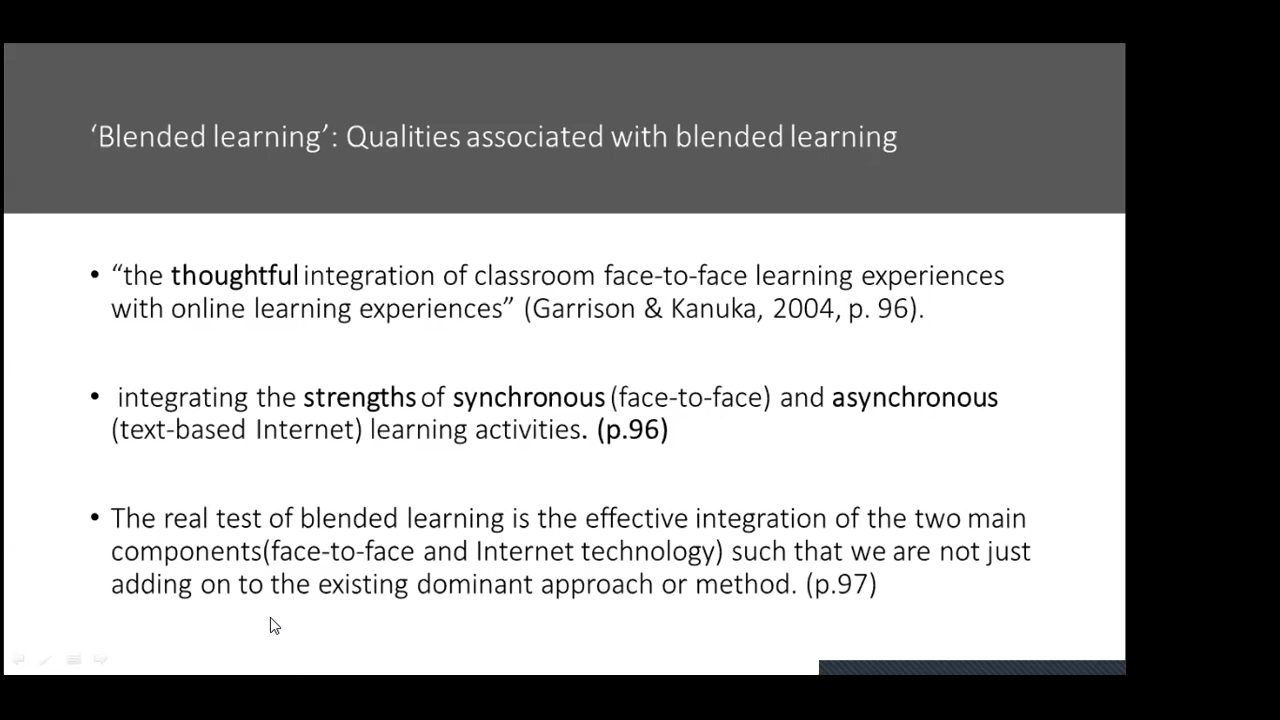 ‘Blended learning’: Qualities associated with blended learning
• “the thoughtful integration of classroom face-to-face learning experiences
with online learning experiences” (Garrison & Kanuka, 2004, p. 96).
• integrating the strengths of synchronous (face-to-face) and asynchronous
(text-based Internet) learning activities. (p.96)
• The real test of blended learning is the effective integration of the two main
components(face-to-face and Internet technology) such that we are not just
adding on to the existing dominant approach or method. (p.97)